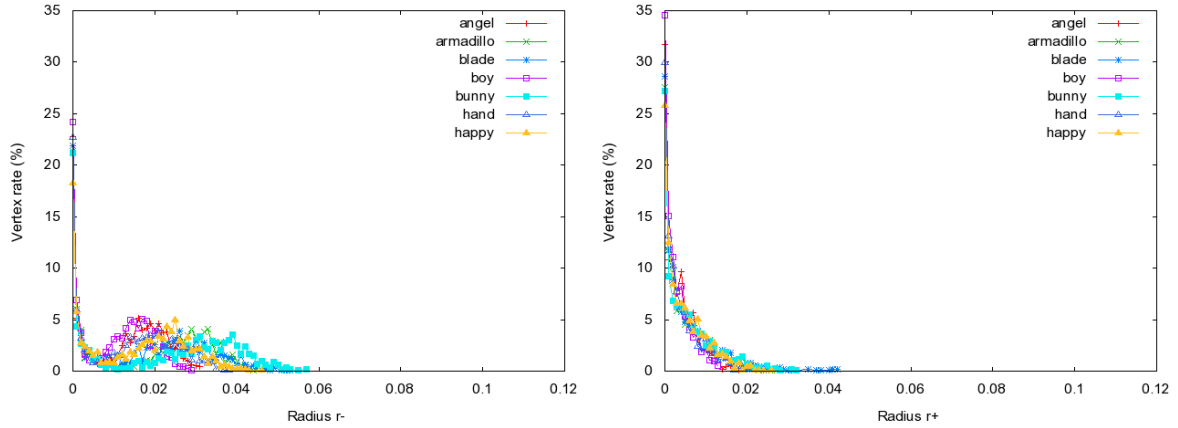 35
30
25
20
15
10
5
0
Vertex rate (%)
0 0.02 0.04 0.06 0.08 0.1 0.12
Radius r-
angel
armadillo
blade
boy
bunny
hand
happy
35
30
25
20
15
10
5
0
Vertex rate (%)
0 0.02 0.04 0.06 0.08 0.1 0.12
Radius r+
angel
armadillo
blade
boy
bunny
hand
happy